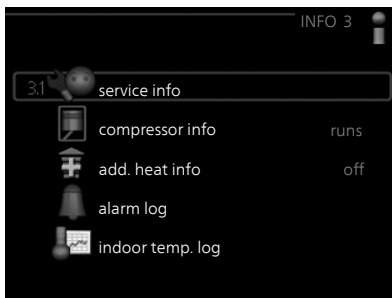 INFO 3
3.1 service info
compressor info runs
add. heat info off
alarm log
indoor temp. log